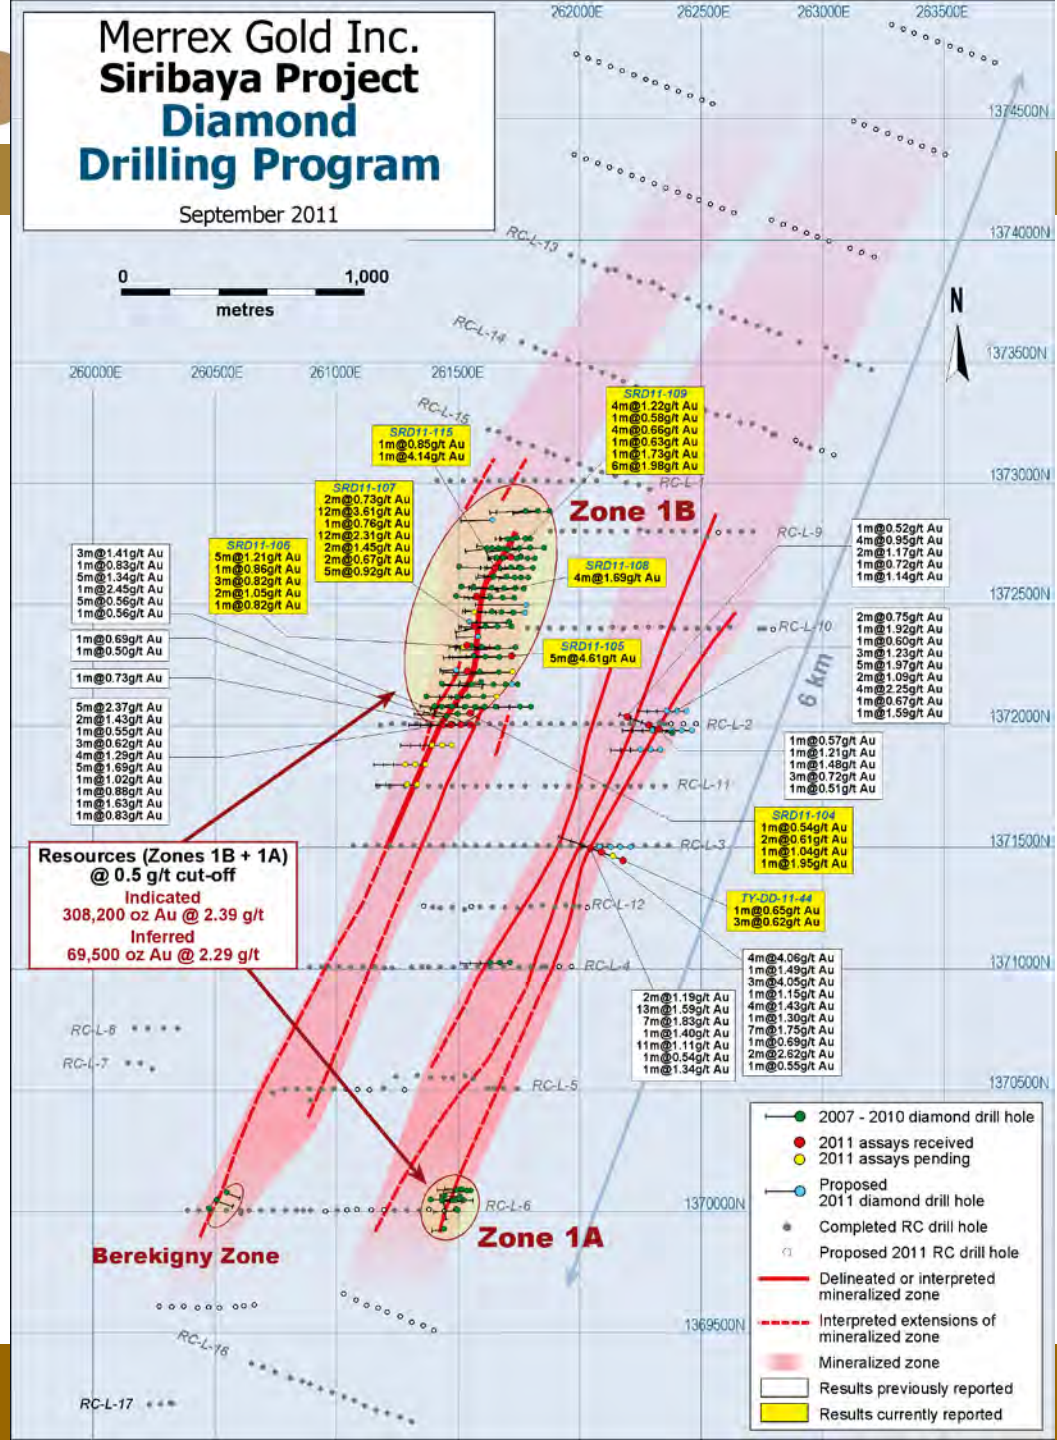 Merrex Gold Inc.
Siribaya Project
Diamond
Drilling Program
September 2011
0 1,000
metres
262000E 262500E 263000E 263500E
1374500N
1374000N
1373500N
1373000N
1372500N
1372000N
1371500N
1371000N
1370500N
1370000N
1369500N
260000E 260500E 261000E 261500E
N
6 km
RC-L-13
RC-L-14
RC-L-15
RC-L-1
RC-L-9
RC-L-10
RC-L-2
RC-L-11
RC-L-3
RC-L-12
RC-L-4
RC-L-8
RC-L-7
RC-L-5
RC-L-6
RC-L-16
RC-L-17
SRD11-109
4m@1.22g/t Au
1m@0.58g/t Au
4m@0.66g/t Au
1m@0.63g/t Au
1m@1.73g/t Au
6m@1.98g/t Au
SRD11-115
1m@0.85g/t Au
1m@4.14g/t Au
SRD11-107
2m@0.73g/t Au
12m@3.61g/t Au
1m@0.76g/t Au
12m@2.31g/t Au
2m@1.45g/t Au
2m@0.67g/t Au
5m@0.92g/t Au
SRD11-106
5m@1.21g/t Au
1m@0.86g/t Au
3m@0.82g/t Au
2m@1.05g/t Au
1m@0.82g/t Au
Zone 1B
SRD11-108
4m@1.69g/t Au
SRD11-105
5m@4.61g/t Au
3m@1.41g/t Au
1m@0.83g/t Au
5m@1.34g/t Au
1m@2.45g/t Au
5m@0.56g/t Au
1m@0.56g/t Au
1m@0.69g/t Au
1m@0.50g/t Au
1m@0.73g/t Au
5m@2.37g/t Au
2m@1.43g/t Au
1m@0.55g/t Au
3m@0.62g/t Au
4m@1.29g/t Au
5m@1.69g/t Au
1m@1.02g/t Au
1m@0.88g/t Au
1m@1.63g/t Au
1m@0.83g/t Au
1m@0.52g/t Au
4m@0.95g/t Au
2m@1.17g/t Au
1m@0.72g/t Au
1m@1.14g/t Au
2m@0.75g/t Au
1m@1.92g/t Au
1m@0.60g/t Au
3m@1.23g/t Au
5m@1.97g/t Au
2m@1.09g/t Au
4m@2.25g/t Au
1m@0.67g/t Au
1m@1.59g/t Au
1m@0.57g/t Au
1m@1.21g/t Au
1m@1.48g/t Au
3m@0.72g/t Au
1m@0.51g/t Au
SRD11-104
1m@0.54g/t Au
2m@0.61g/t Au
1m@1.04g/t Au
1m@1.95g/t Au
TY-DD-11-44
1m@0.65g/t Au
3m@0.62g/t Au
4m@4.06g/t Au
1m@1.49g/t Au
3m@4.05g/t Au
1m@1.15g/t Au
4m@1.43g/t Au
1m@1.30g/t Au
7m@1.75g/t Au
1m@0.69g/t Au
2m@2.62g/t Au
1m@0.55g/t Au
2m@1.19g/t Au
13m@1.59g/t Au
7m@1.83g/t Au
1m@1.40g/t Au
11m@1.11g/t Au
1m@0.54g/t Au
1m@1.34g/t Au
Resources (Zones 1B + 1A)
@ 0.5 g/t cut-off
Indicated
308,200 oz Au @ 2.39 g/t
Inferred
69,500 oz Au @ 2.29 g/t
Berekigny Zone
Zone 1A
2007 - 2010 diamond drill hole
2011 assays received
2011 assays pending
Proposed
2011 diamond drill hole
Completed RC drill hole
Proposed 2011 RC drill hole
Delineated or interpreted
mineralized zone
Interpreted extensions of
mineralized zone
Mineralized zone
Results previously reported
Results currently reported